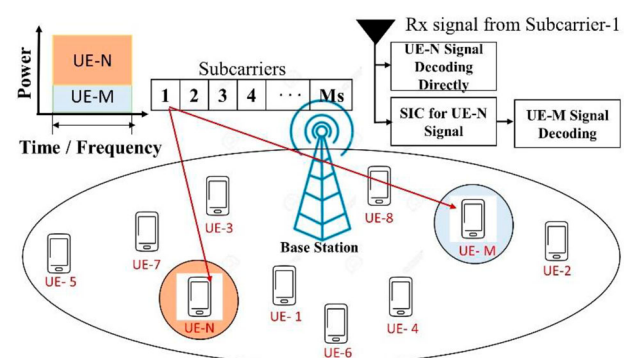 Power
UE-N
UE-M
Time / Frequency
Subcarriers
1 2 3 4 ... Ms
Rx signal from Subcarrier-1
UE-N Signal
Decoding
Directly
SIC for UE-N
Signal
UE-M Signal
Decoding
Base Station
UE-3
UE-8
UE- M
UE-7
UE- 5
UE-2
UE-N
UE- 1
UE- 4
UE-6